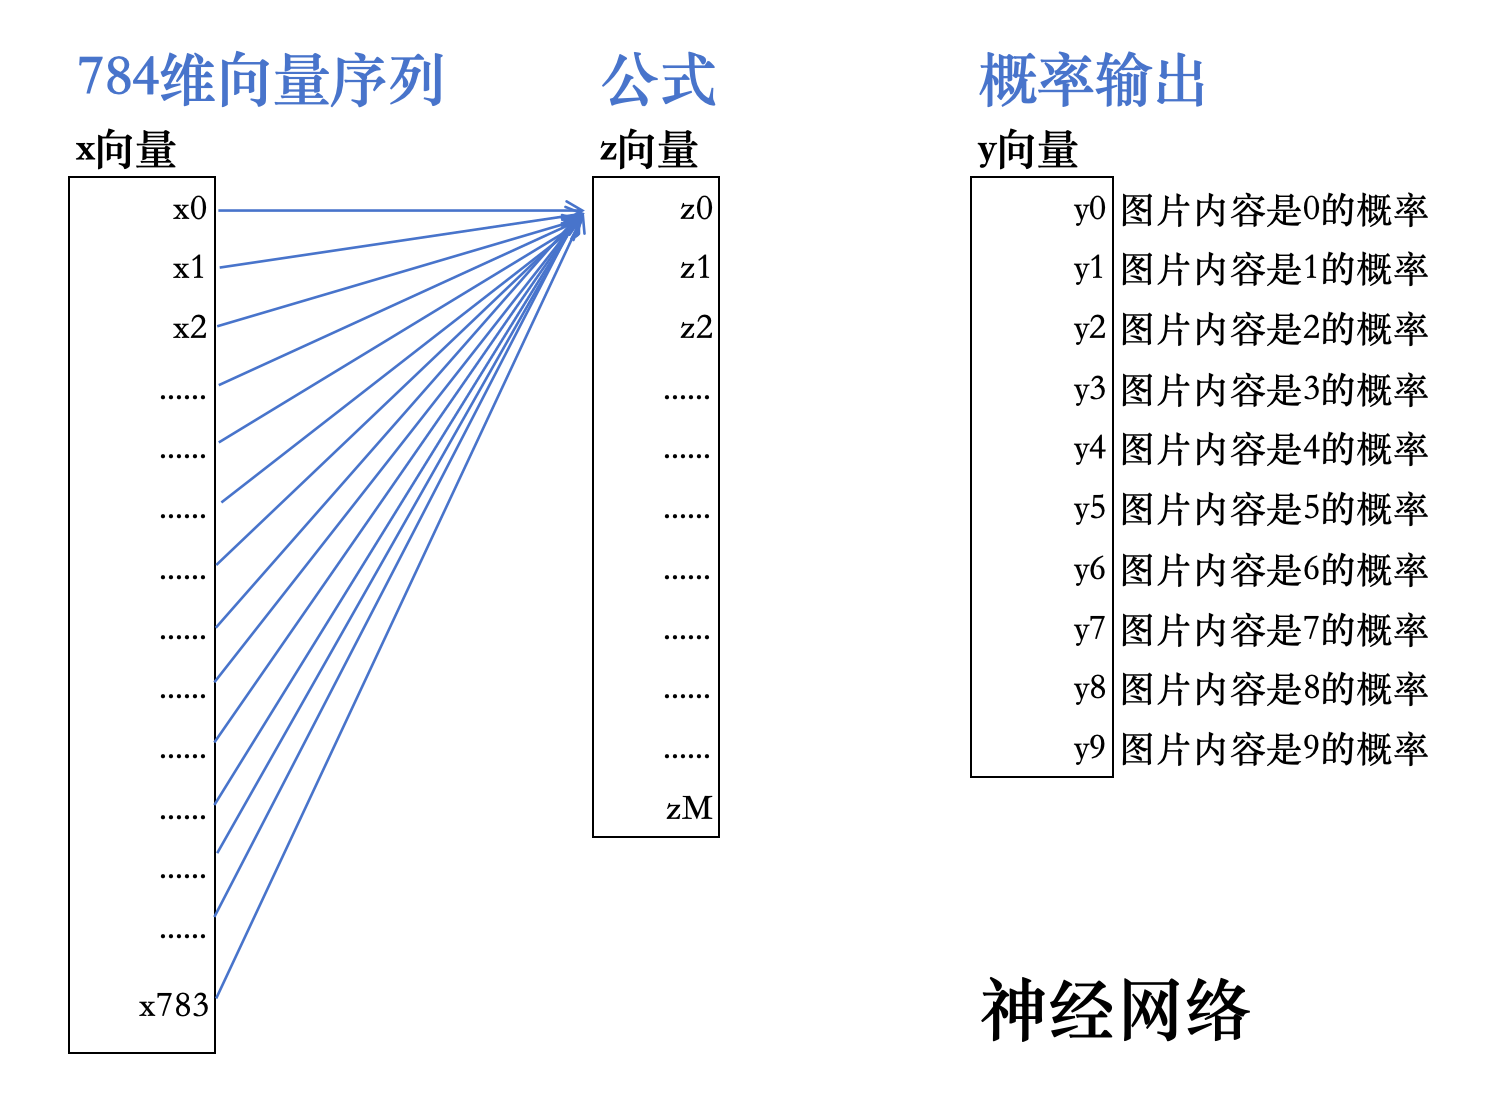 784维向量序列
x向量
x0
x1
x2
......
......
......
......
......
......
......
......
......
......
x783
公式
z向量
z0
z1
z2
......
......
......
......
......
......
......
zM
概率输出
y向量
y0 图片内容是0的概率
y1 图片内容是1的概率
y2 图片内容是2的概率
y3 图片内容是3的概率
y4 图片内容是4的概率
y5 图片内容是5的概率
y6 图片内容是6的概率
y7 图片内容是7的概率
y8 图片内容是8的概率
y9 图片内容是9的概率
神经网络